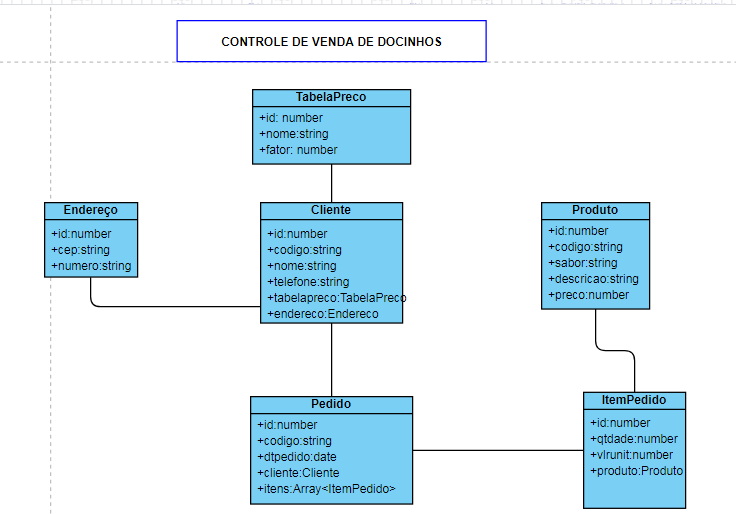 CONTROLE DE VENDA DE DOCINHOS
TabelaPreco
+id: number
+nome:string
+fator: number
Endereço
+id:number
+cep:string
+numero:string
Cliente
+id:number
+codigo:string
+nome:string
+telefone:string
+tabelapreco:TabelaPreco
+endereco:Endereco
Produto
+id:number
+codigo:string
+sabor:string
+descricao:string
+preco:number
Pedido
+id:number
+codigo:string
+dtpedido:date
+cliente:Cliente
+itens:Array<ItemPedido>
ItemPedido
+id:number
+qtdade:number
+vlrunit:number
+produto:Produto